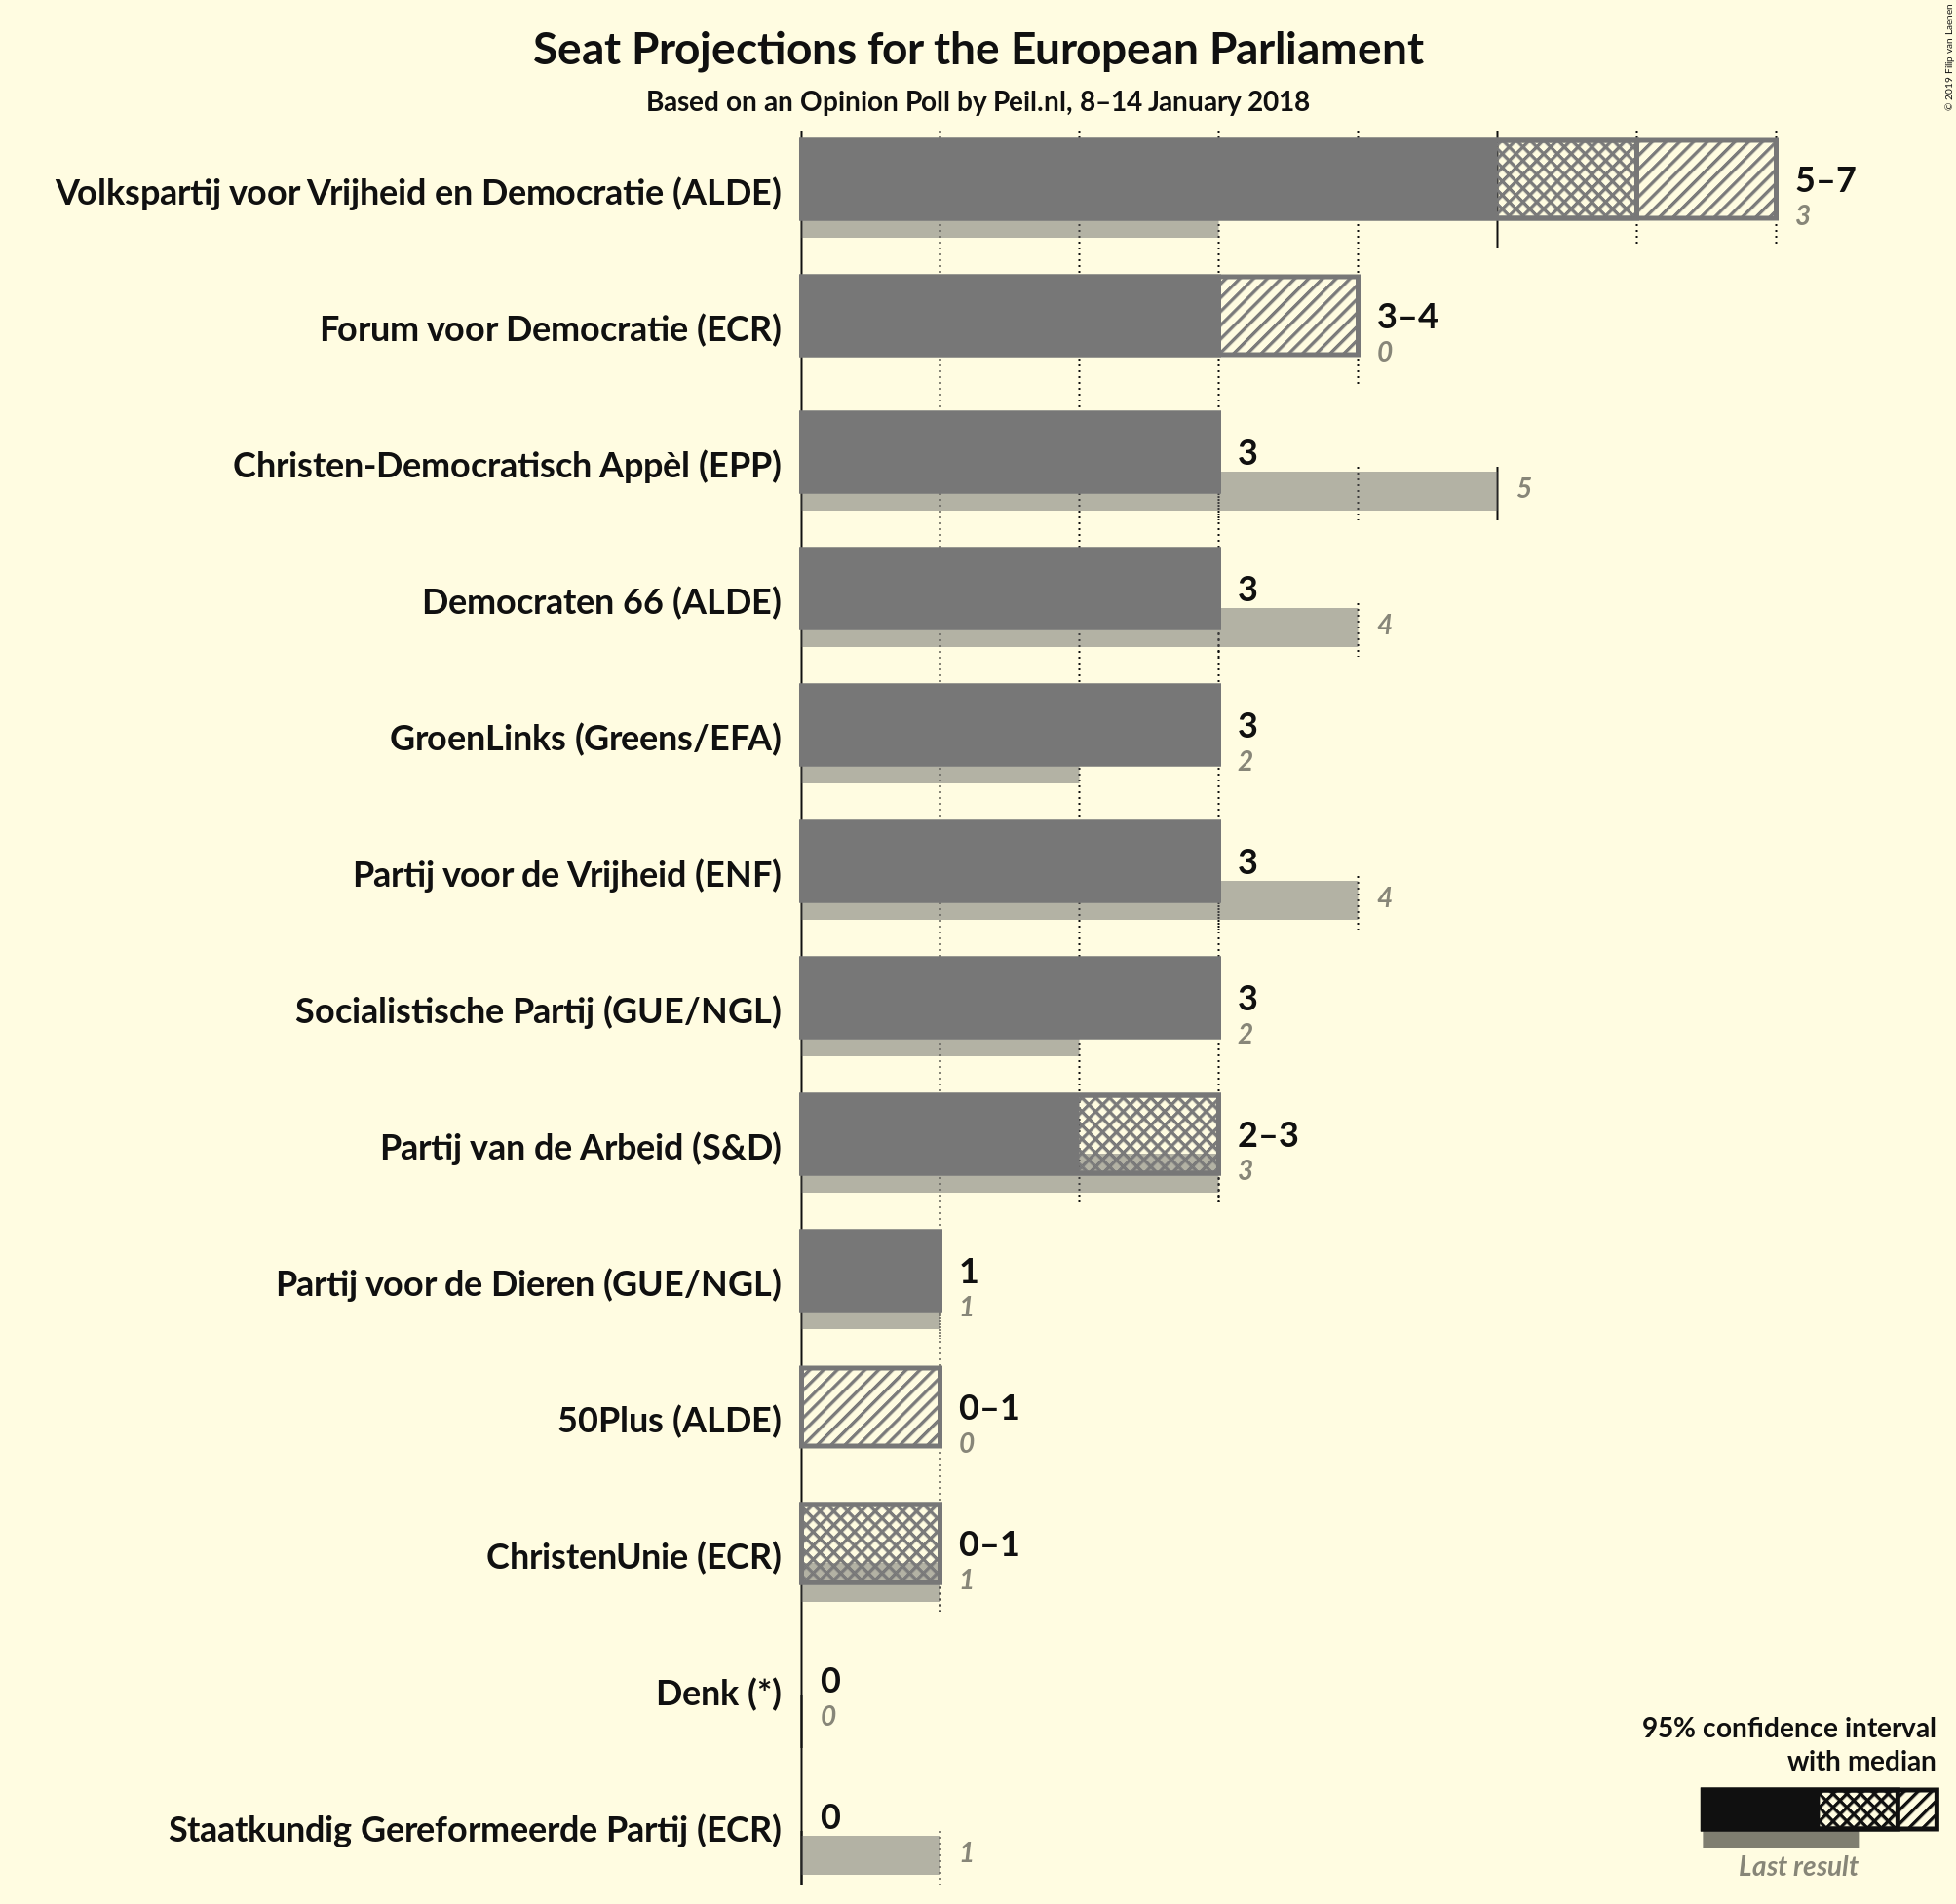 Seat Projections for the European Parliament
Based on an Opinion Poll by Peil.nl, 8–14 January 2018
© 2019 Filip van Laenen
Volkspartij voor Vrijheid en Democratie (ALDE)
5–7
3
Forum voor Democratie (ECR)
3–4
0
Christen-Democratisch Appèl (EPP)
3
5
Democraten 66 (ALDE)
3
4
GroenLinks (Greens/EFA)
3
2
Partij voor de Vrijheid (ENF)
3
4
Socialistische Partij (GUE/NGL)
3
2
Partij van de Arbeid (S&D)
2–3
3
Partij voor de Dieren (GUE/NGL)
1
1
50Plus (ALDE)
0–1
0
ChristenUnie (ECR)
0–1
1
Denk (*)
0
0
Staatkundig Gereformeerde Partij (ECR)
0
1
95% confidence interval
with median
Last result